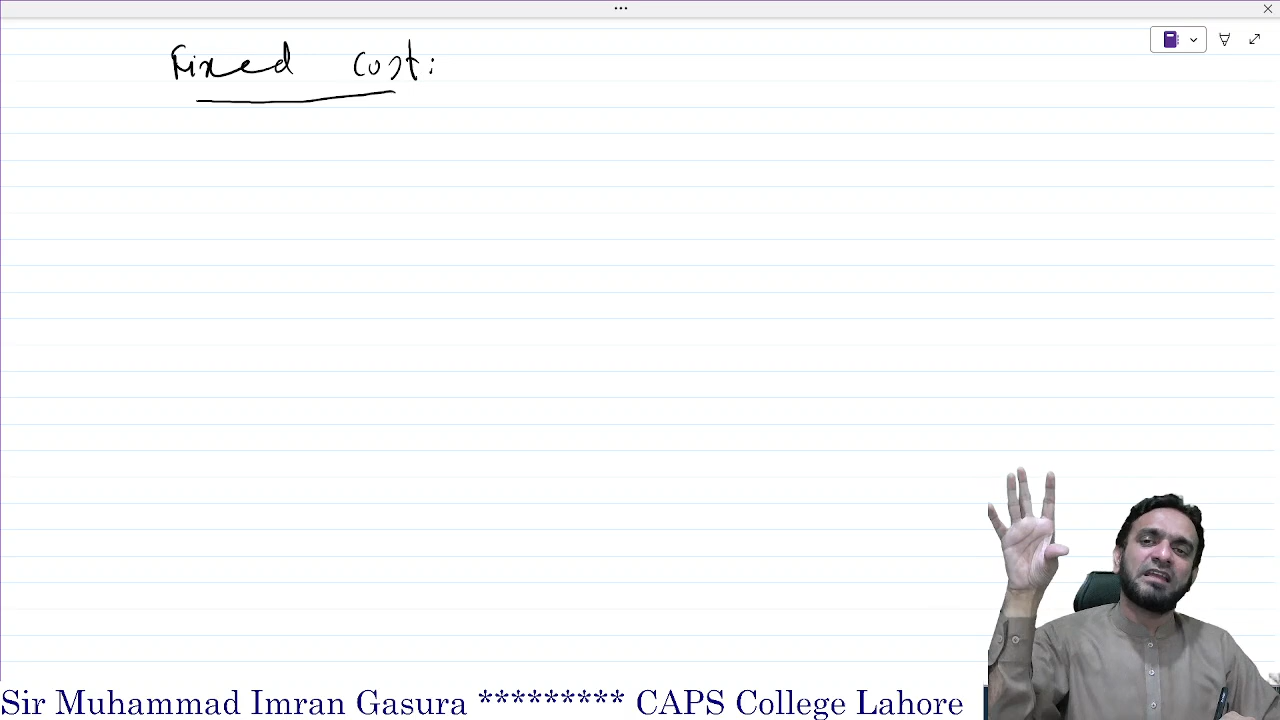 Fixed Cost:
Sir Muhammad Imran Gasura ********* CAPS College Lahore